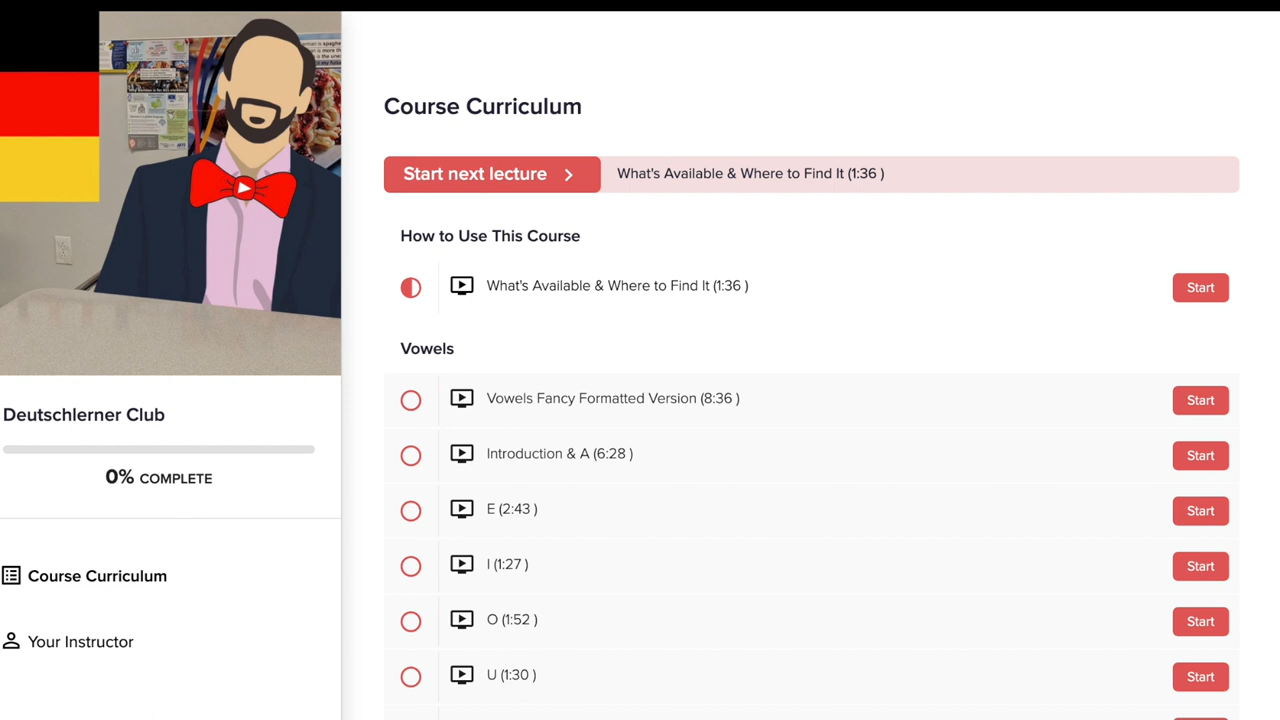 Course Curriculum
Start next lecture
What's Available & Where to Find It (1:36 )
How to Use This Course
What's Available & Where to Find It (1:36 )
Start
Vowels
Vowels Fancy Formatted Version (8:36 )
Start
Introduction & A (6:28 )
Start
E (2:43 )
Start
I (1:27 )
Start
O (1:52 )
Start
U (1:30 )
Start
Deutschlerner Club
0% COMPLETE
Course Curriculum
Your Instructor